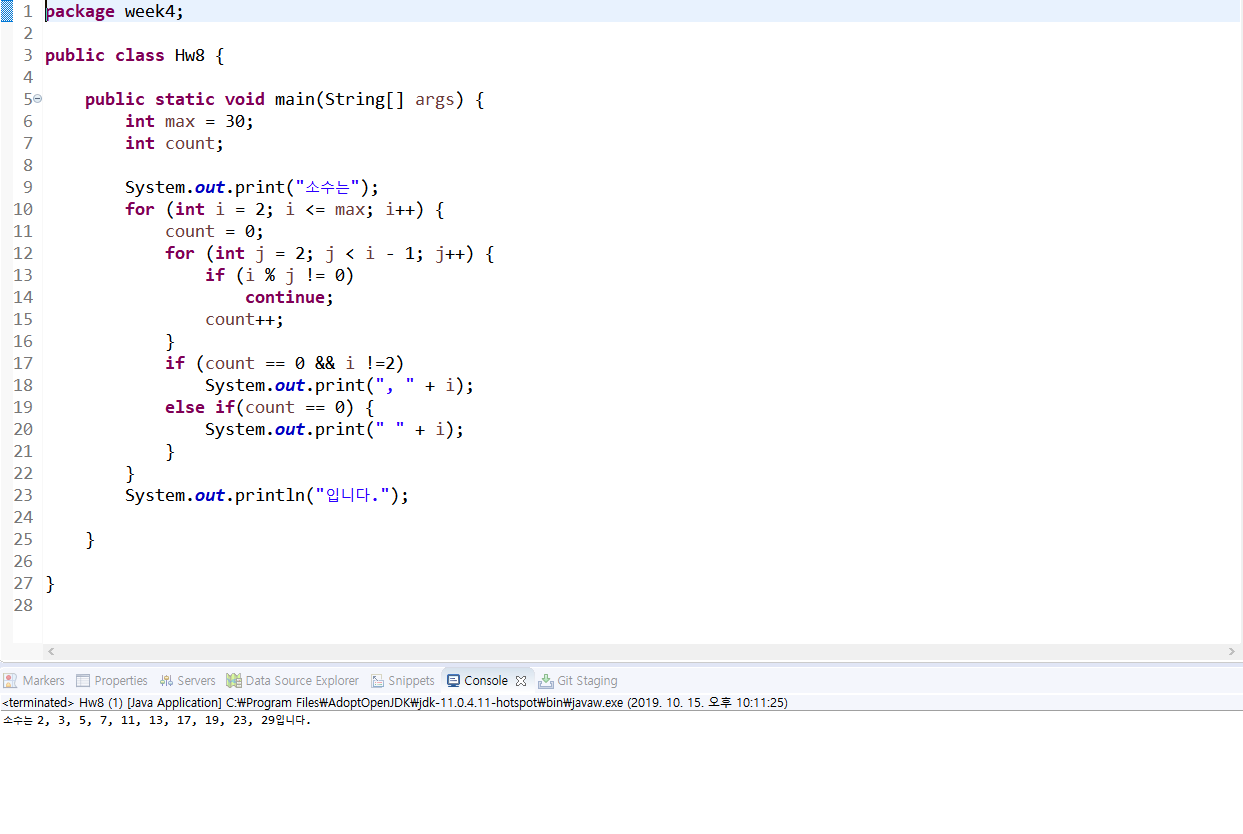 1 package week4;
2
3 public class Hw8 {
4
5 public static void main(String[] args) {
6 int max = 30;
7 int count;
8
9 System.out.print("소수는");
10 for (int i = 2; i <= max; i++) {
11 count = 0;
12 for (int j = 2; j < i - 1; j++) {
13 if (i % j != 0)
14 continue;
15 count++;
16 }
17 if (count == 0 && i !=2)
18 System.out.print(", " + i);
19 else if(count == 0) {
20 System.out.print(" " + i);
21 }
22 }
23 System.out.println("입니다.");
24
25 }
26
27 }
28
Markers Properties Servers Data Source Explorer Snippets Console Git Staging
<terminated> Hw8 (1) [Java Application] C:₩Program Files₩AdoptOpenJDK₩jdk-11.0.4.11-hotspot₩bin₩javaw.exe (2019. 10. 15. 오후 10:11:25)
소수는 2, 3, 5, 7, 11, 13, 17, 19, 23, 29입니다.